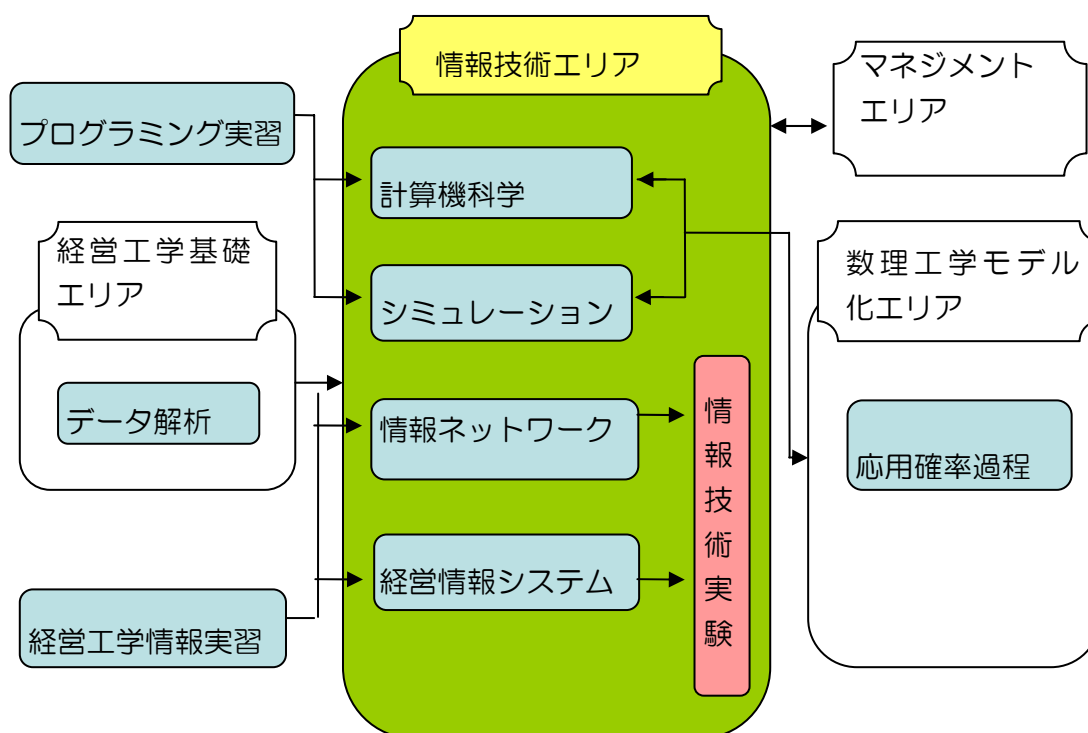 情報技術エリア
マネジメント
エリア
プログラミング実習
計算機科学
経営工学基礎
エリア
数理工学モデル
化エリア
シミュレーション
データ解析
情報ネットワーク
情報技術実験
応用確率過程
経営情報システム
経営工学情報実習